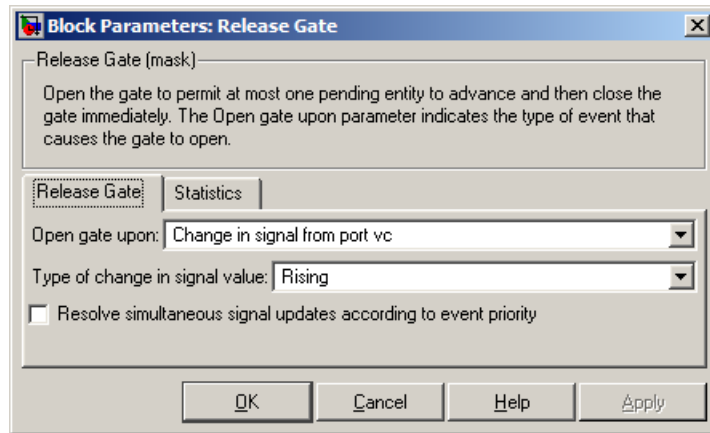 Block Parameters: Release Gate
Release Gate (mask)
Open the gate to permit at most one pending entity to advance and then close the
gate immediately. The Open gate upon parameter indicates the type of event that
causes the gate to open.
Release Gate Statistics
Open gate upon: Change in signal from port vc
Type of change in signal value: Rising
Resolve simultaneous signal updates according to event priority
OK Cancel Help Apply